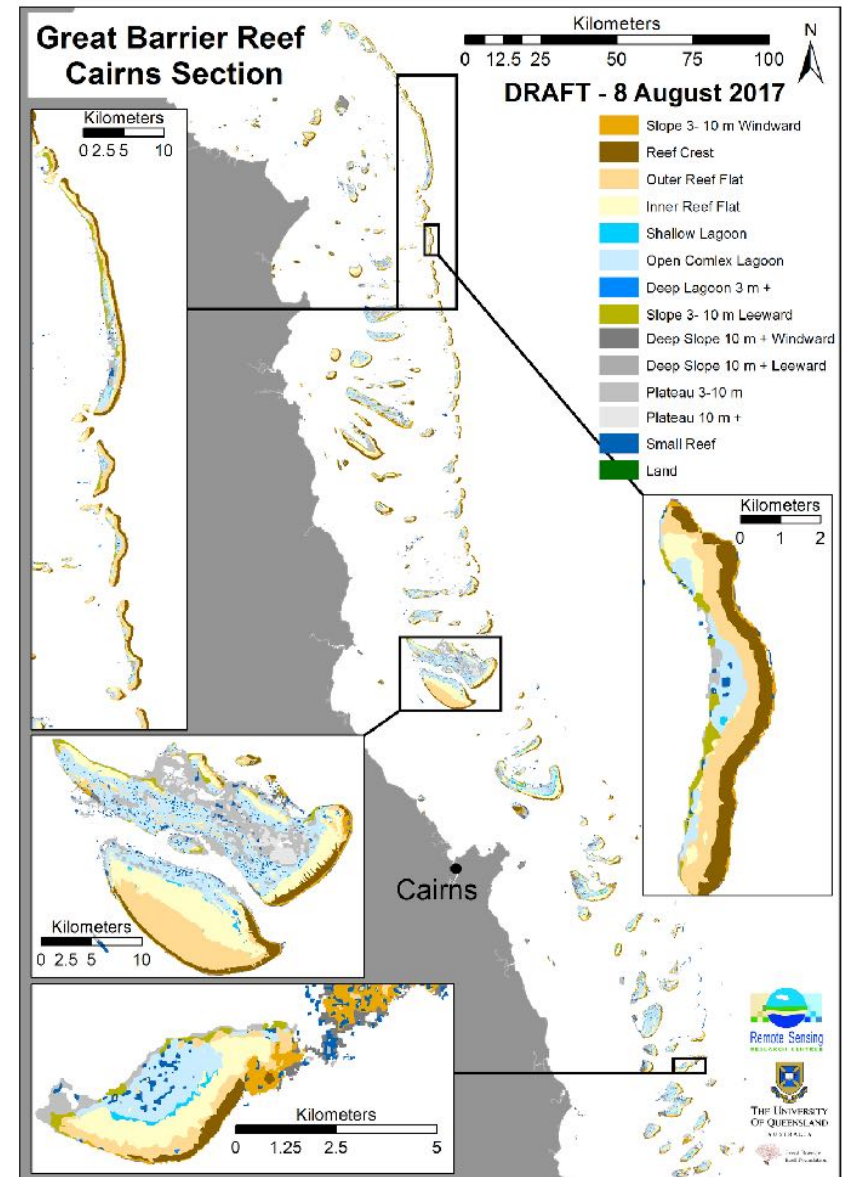 Great Barrier Reef
Cairns Section
Kilometers
0 12.5 25 50 75 100
N
DRAFT - 8 August 2017
Slope 3- 10 m Windward
Reef Crest
Outer Reef Flat
Inner Reef Flat
Shallow Lagoon
Open Comlex Lagoon
Deep Lagoon 3 m +
Slope 3- 10 m Leeward
Deep Slope 10 m + Windward
Deep Slope 10 m + Leeward
Plateau 3-10 m
Plateau 10 m +
Small Reef
Land
Kilometers
0 2.5 5 10
Kilometers
0 1 2
Cairns
Kilometers
0 2.5 5 10
Kilometers
0 1.25 2.5 5
Remote Sensing
RESEARCH CENTRE
THE UNIVERSITY
OF QUEENSLAND
AUSTRALIA